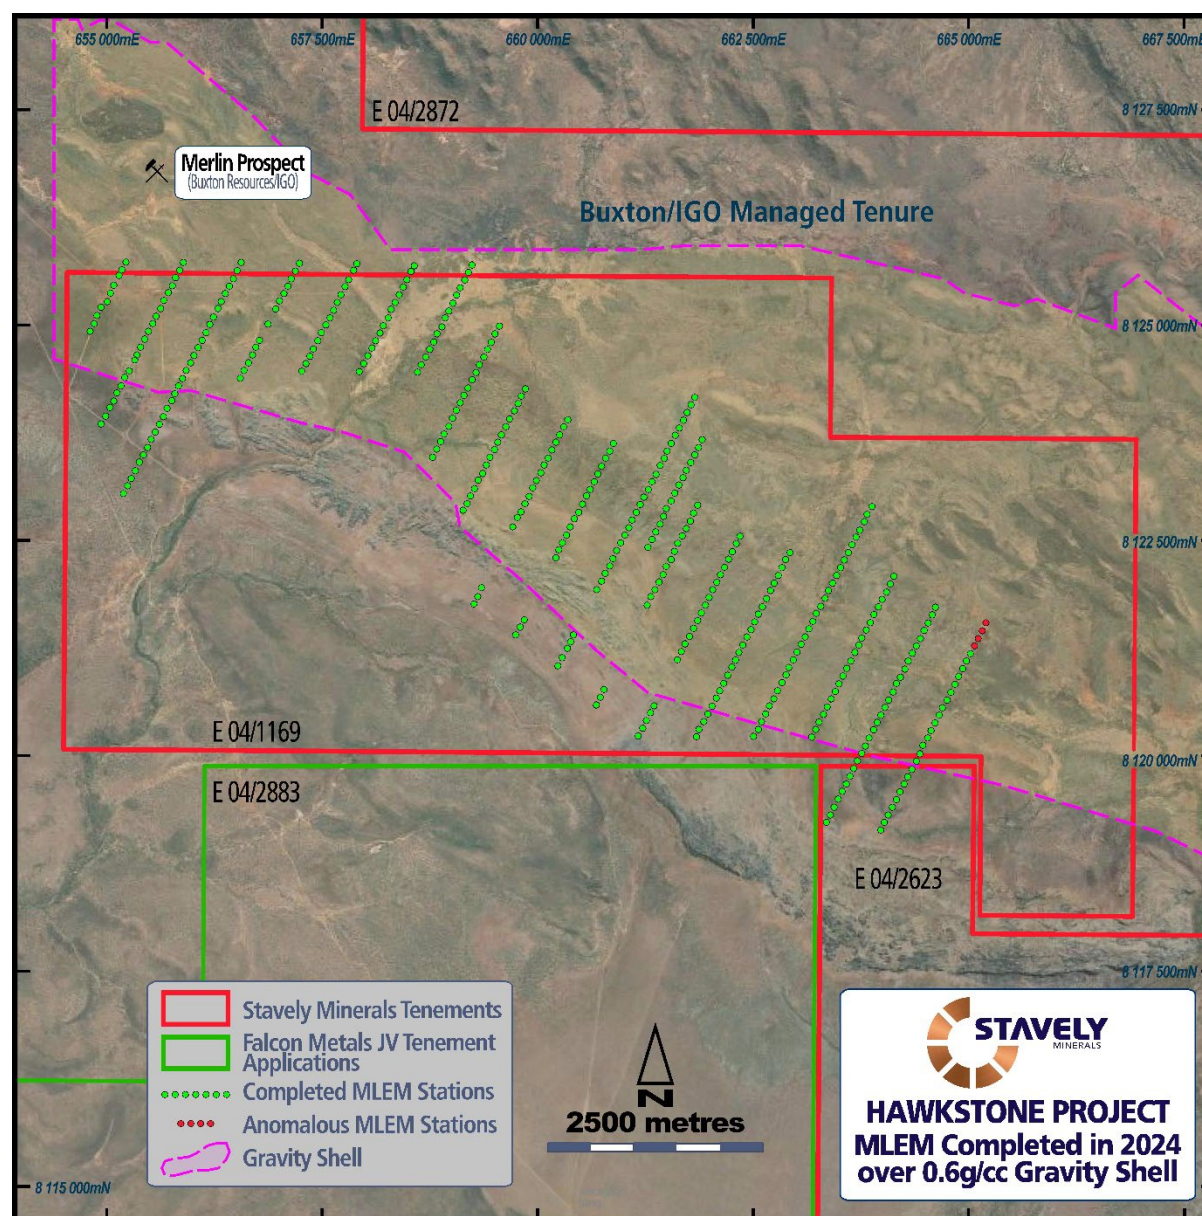 655 000mE
657 500mE
660 000mE
662 500mE
665 000mE
667 500mE
E 04/2872
8 127 500mN
Merlin Prospect
(Buxton Resources/IGO)
Buxton/IGO Managed Tenure
8 125 000mN
8 122 500mN
E 04/1169
8 120 000mN
E 04/2883
E 04/2623
8 117 500mN
Stavely Minerals Tenements
Falcon Metals JV Tenement
Applications
Completed MLEM Stations
Anomalous MLEM Stations
Gravity Shell
8 115 000mN
N
2500 metres
STAVELY
MINERALS
HAWKSTONE PROJECT
MLEM Completed in 2024
over 0.6g/cc Gravity Shell